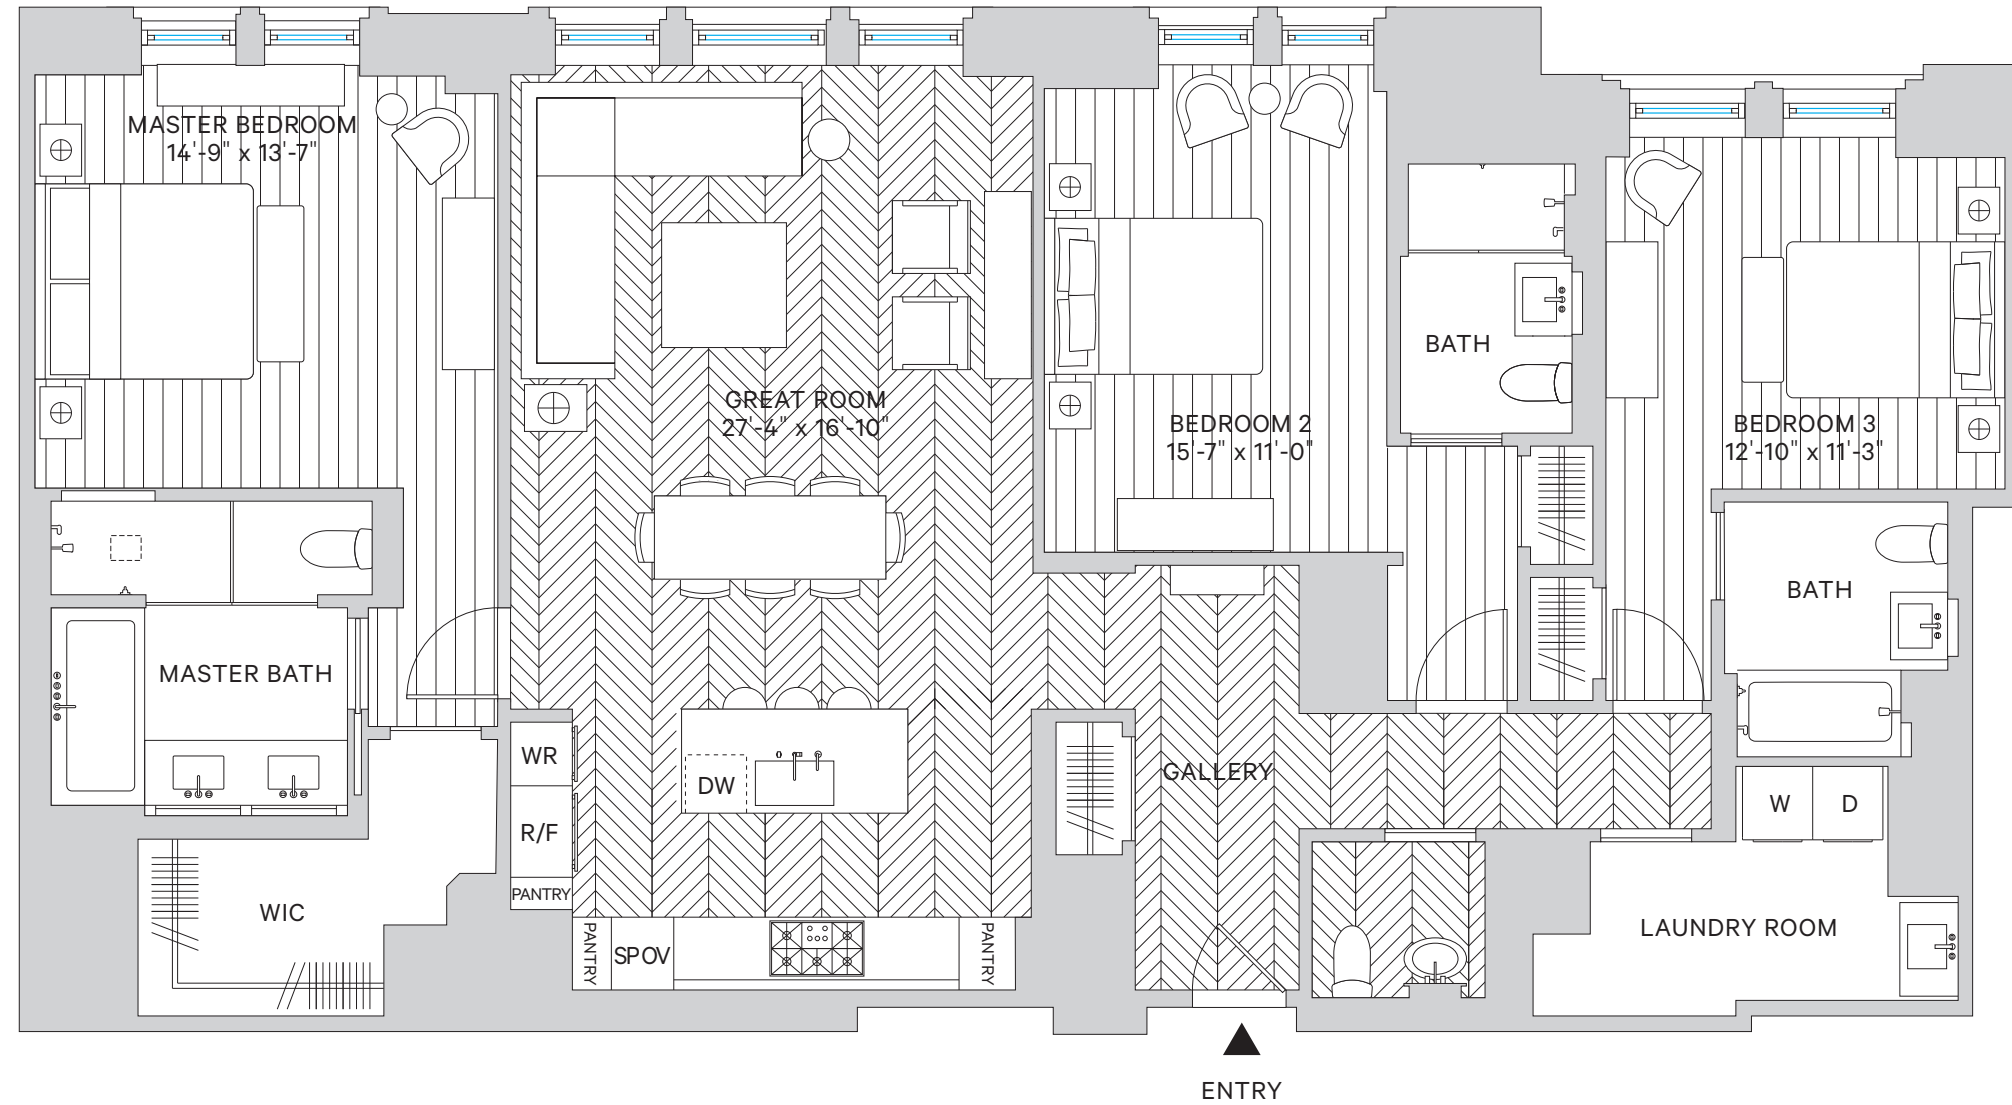 MASTER BEDROOM
14'-9" x 13'-7"
GREAT ROOM
27'-4" x 16'-10"
BEDROOM 2
15'-7" x 11'-0"
BATH
BEDROOM 3
12'-10" x 11'-3"
BATH
MASTER BATH
WR
DW
R/F
PANTRY
GALLERY
W
D
WIC
PANTRY
SPOV
PANTRY
LAUNDRY ROOM
ENTRY